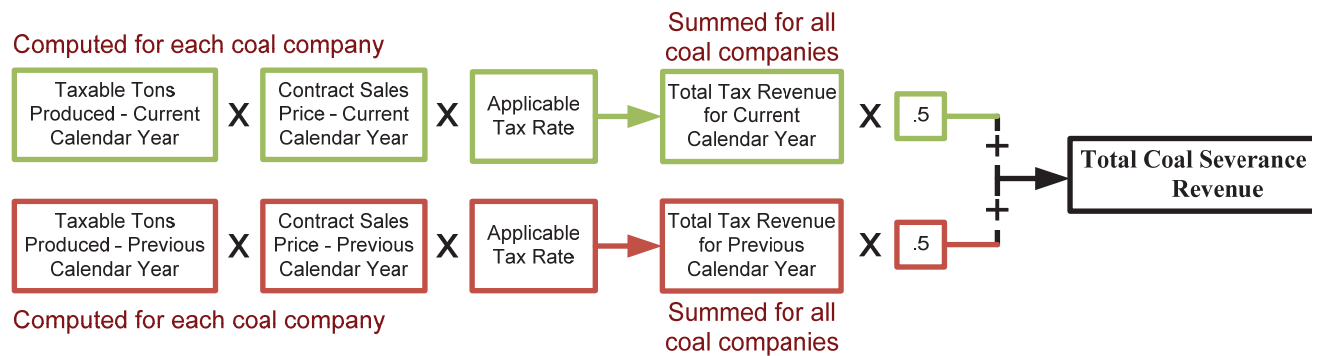 Computed for each coal company
Summed for all
coal companies
Taxable Tons
Produced - Current
Calendar Year
X
Contract Sales
Price - Current
Calendar Year
X
Applicable
Tax Rate
Total Tax Revenue
for Current
Calendar Year
X
.5
+
Total Coal Severance
Revenue
+
Taxable Tons
Produced - Previous
Calendar Year
X
Contract Sales
Price - Previous
Calendar Year
X
Applicable
Tax Rate
Total Tax Revenue
for Previous
Calendar Year
X
.5
Computed for each coal company
Summed for all
coal companies